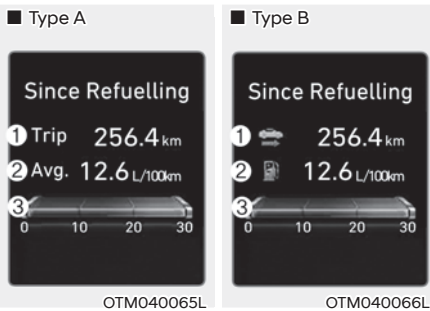 ■ Type A
Since Refuelling
① Trip 256.4 km
② Avg. 12.6 L/100km
③
0 10 20 30
OTM040065L
■ Type B
Since Refuelling
① 256.4 km
② 12.6 L/100km
③
0 10 20 30
OTM040066L